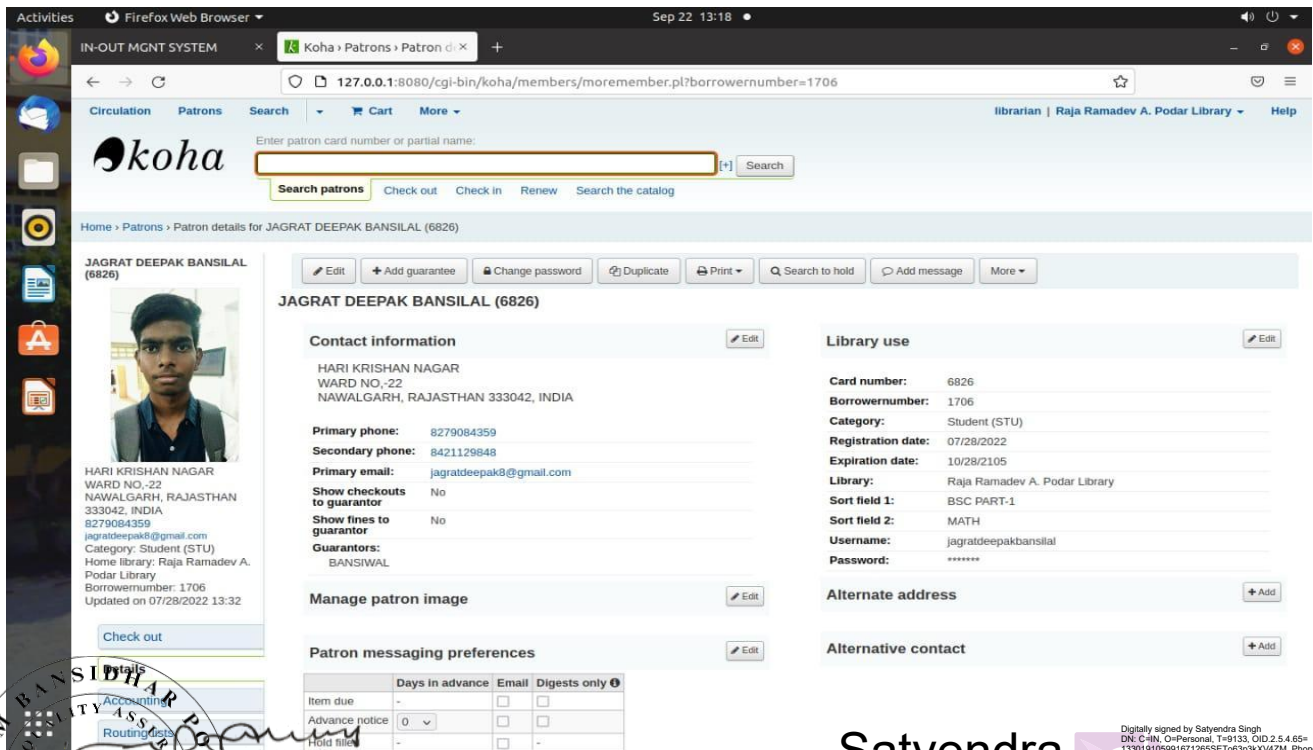 Activities
Firefox Web Browser
Sep 22 13:18
IN-OUT MGNT SYSTEM
Koha › Patrons › Patron d
127.0.0.1:8080/cgi-bin/koha/members/moremember.pl?borrowernumber=1706
Circulation Patrons Search Cart More
librarian | Raja Ramadev A. Podar Library Help
koha
Enter patron card number or partial name:
[+] Search
Search patrons Check out Check in Renew Search the catalog
Home › Patrons › Patron details for JAGRAT DEEPAK BANSILAL (6826)
JAGRAT DEEPAK BANSILAL
(6826)
HARI KRISHAN NAGAR
WARD NO,-22
NAWALGARH, RAJASTHAN
333042, INDIA
8279084359
jagratdeepak8@gmail.com
Category: Student (STU)
Home library: Raja Ramadev A.
Podar Library
Borrowernumber: 1706
Updated on 07/28/2022 13:32
Check out
Details
Accounting
Routing lists
Edit + Add guarantee Change password Duplicate Print Search to hold Add message More
JAGRAT DEEPAK BANSILAL (6826)
Contact information Edit
HARI KRISHAN NAGAR
WARD NO,-22
NAWALGARH, RAJASTHAN 333042, INDIA
Primary phone: 8279084359
Secondary phone: 8421129848
Primary email: jagratdeepak8@gmail.com
Show checkouts to guarantor No
Show fines to guarantor No
Guarantors:
BANSIWAL
Manage patron image Edit
Patron messaging preferences Edit
Days in advance Email Digests only
Item due -
Advance notice 0
Hold filled - -
Library use Edit
Card number: 6826
Borrowernumber: 1706
Category: Student (STU)
Registration date: 07/28/2022
Expiration date: 10/28/2105
Library: Raja Ramadev A. Podar Library
Sort field 1: BSC PART-1
Sort field 2: MATH
Username: jagratdeepakbansilal
Password: *******
Alternate address + Add
Alternative contact + Add
BANSIDHAR
Satyendra
Digitally signed by Satyendra Singh
DN: C=IN, O=Personal, T=9133, OID.2.5.4.65=